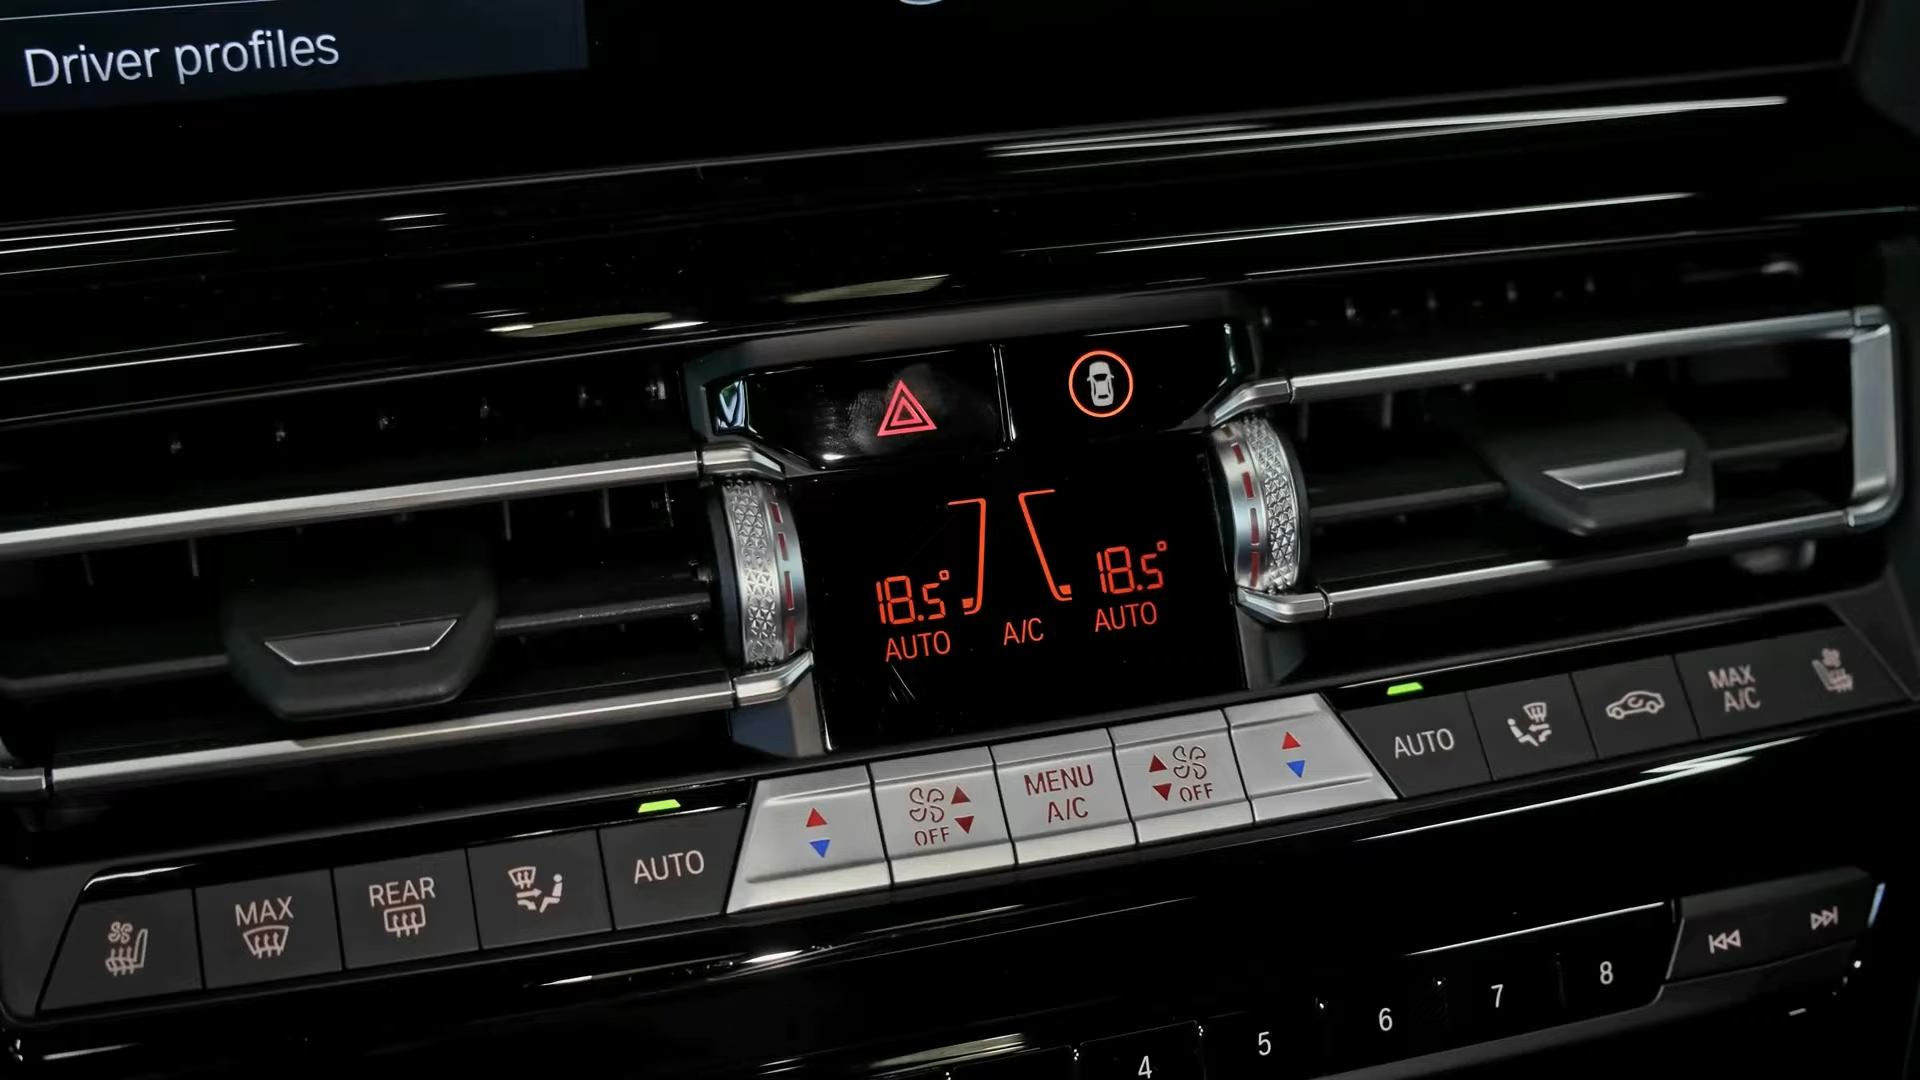 Driver profiles
18.5°
AUTO
A/C
18.5°
AUTO
MAX
REAR
AUTO
OFF
MENU
A/C
OFF
AUTO
MAX
A/C
4
5
6
7
8